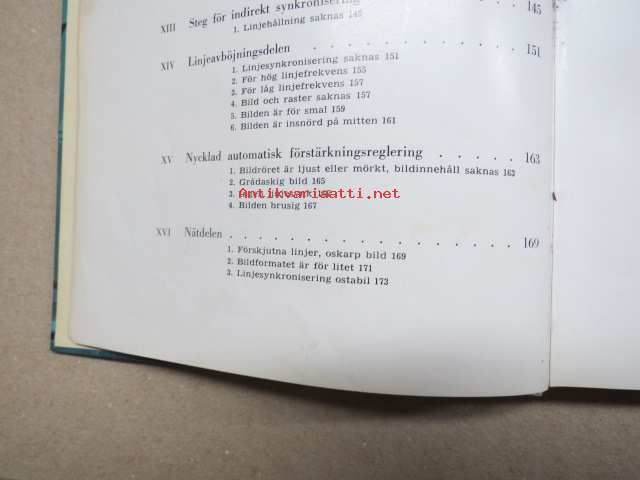 XIII Steg för indirekt synkronisering . . . 145
1. Linjehållning saknas 145
XIV Linjeavböjningsdelen . . . . . . . . . . 151
1. Linjesynkronisering saknas 151
2. För hög linjefrekvens 155
3. För låg linjefrekvens 157
4. Bild och raster saknas 157
5. Bilden är för smal 159
6. Bilden är insnörd på mitten 161
XV Nycklad automatisk förstärkningsreglering . . . . . 163
1. Bildröret är ljust eller mörkt, bildinnehåll saknas 163
2. Grådaskig bild 165
Antikvariaatti.net
3.
4. Bilden brusig 167
XVI Nätdelen . . . . . . . . . . . . . . . . 169
1. Förskjutna linjer, oskarp bild 169
2. Bildformatet är för litet 171
3. Linjesynkronisering ostabil 173